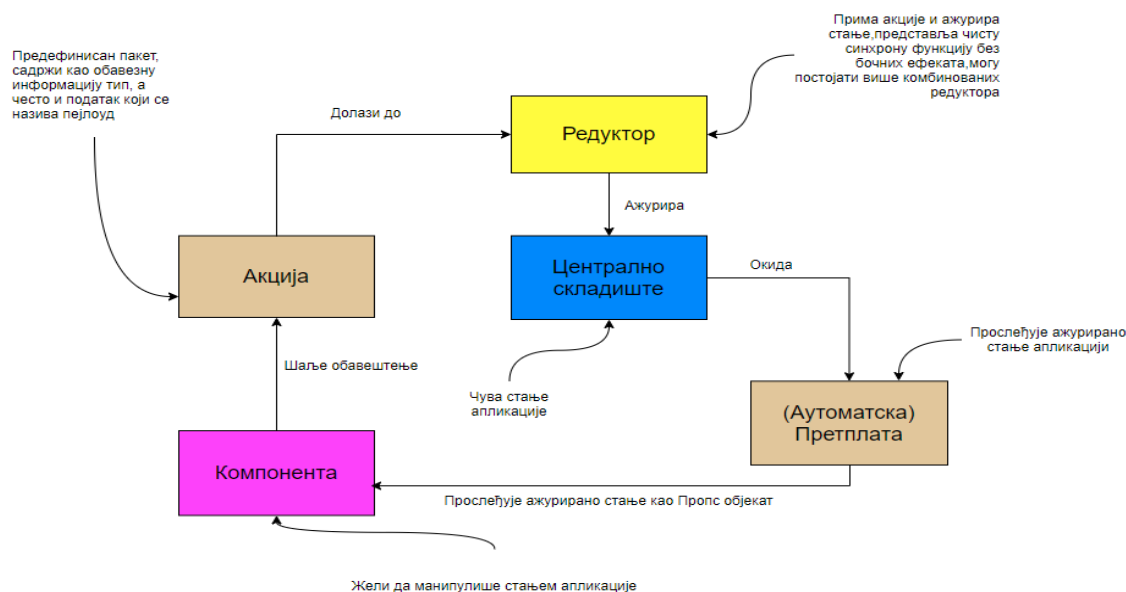 Прима акције и ажурира
стање,представља чисту
синхрону функцију без
бочних ефеката,могу
постојати више комбинованих
редуктора
Предефинисан пакет,
садржи као обавезну
информацију тип, а
често и податак који се
назива пејлоуд
Долази до
Редуктор
Ажурира
Акција
Централно
складиште
Окида
Прослеђује ажурирано
стање апликацији
Шаље обавештење
Чува стање
апликације
(Аутоматска)
Претплата
Компонента
Прослеђује ажурирано стање као Пропс објекат
Жели да манипулише стањем апликације